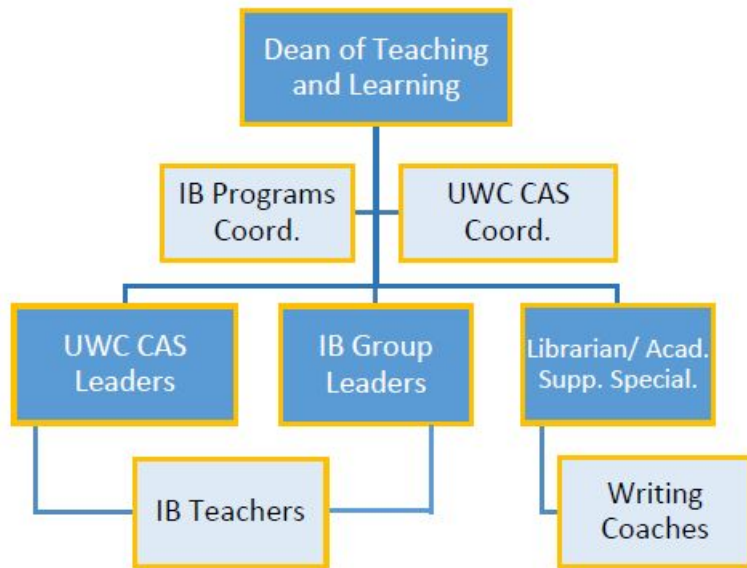 Dean of Teaching
and Learning
IB Programs
Coord.
UWC CAS
Coord.
UWC CAS
Leaders
IB Group
Leaders
Librarian/ Acad.
Supp. Special.
IB Teachers
Writing
Coaches